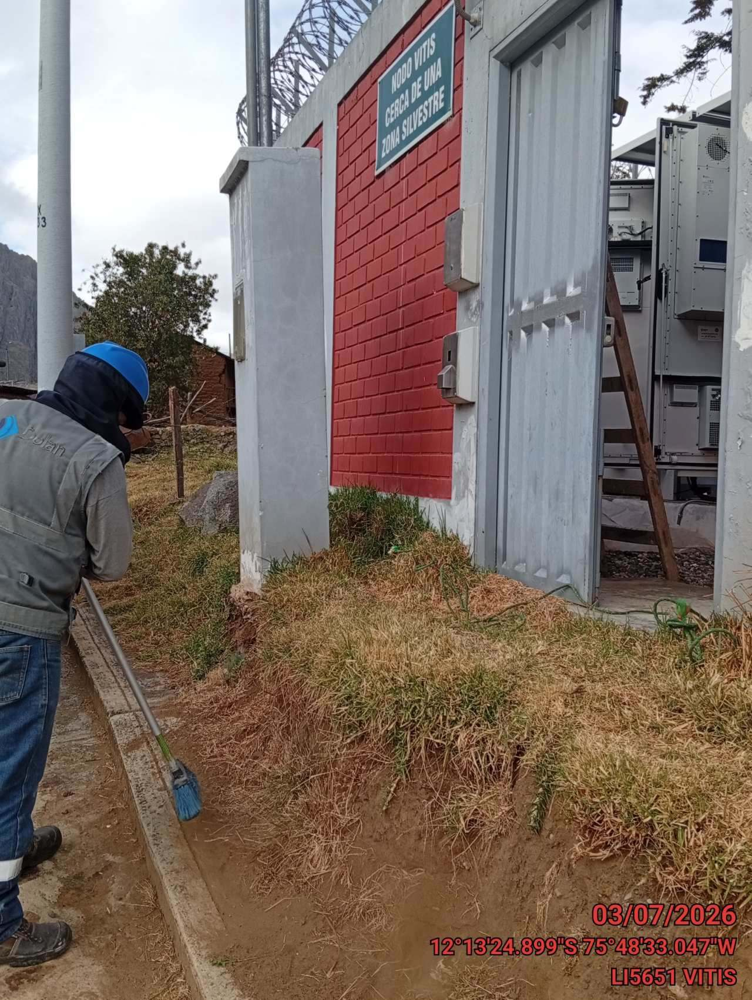 NODO VITIS
CERCA DE UNA
ZONA SILVESTRE
03/07/2026
12°13'24.899"S 75°48'33.047"W
LI5651 VITIS